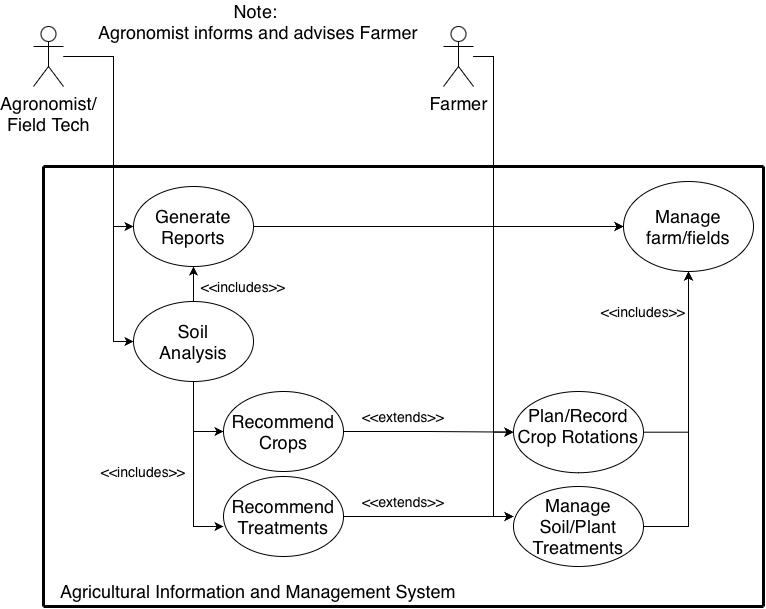 Note:
Agronomist informs and advises Farmer
Agronomist/
Field Tech
Farmer
Generate
Reports
Manage
farm/fields
<<includes>>
<<includes>>
Soil
Analysis
Recommend
Crops
<<extends>>
Plan/Record
Crop Rotations
<<includes>>
Recommend
Treatments
<<extends>>
Manage
Soil/Plant
Treatments
Agricultural Information and Management System